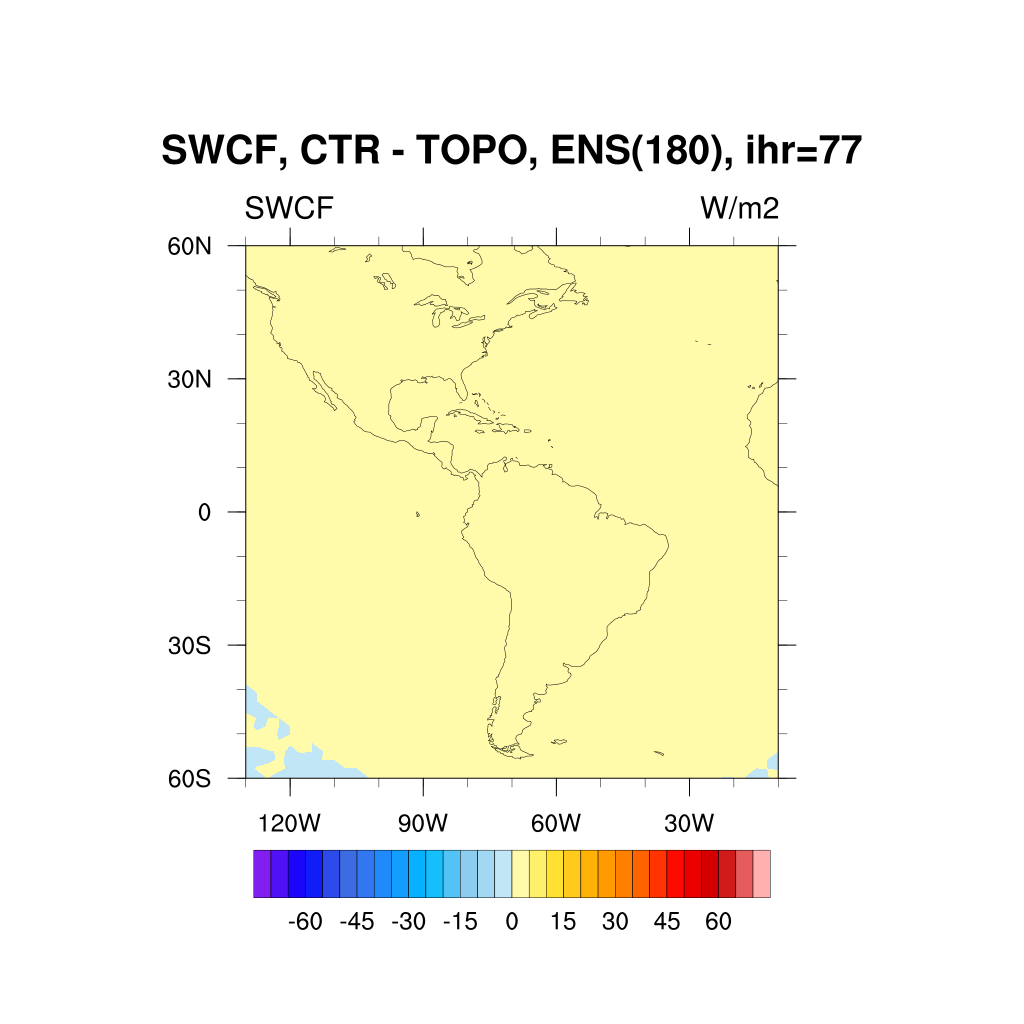 SWCF, CTR - TOPO, ENS(180), ihr=77
SWCF W/m2
60N
30N
0
30S
60S
120W 90W 60W 30W
-60 -45 -30 -15 0 15 30 45 60